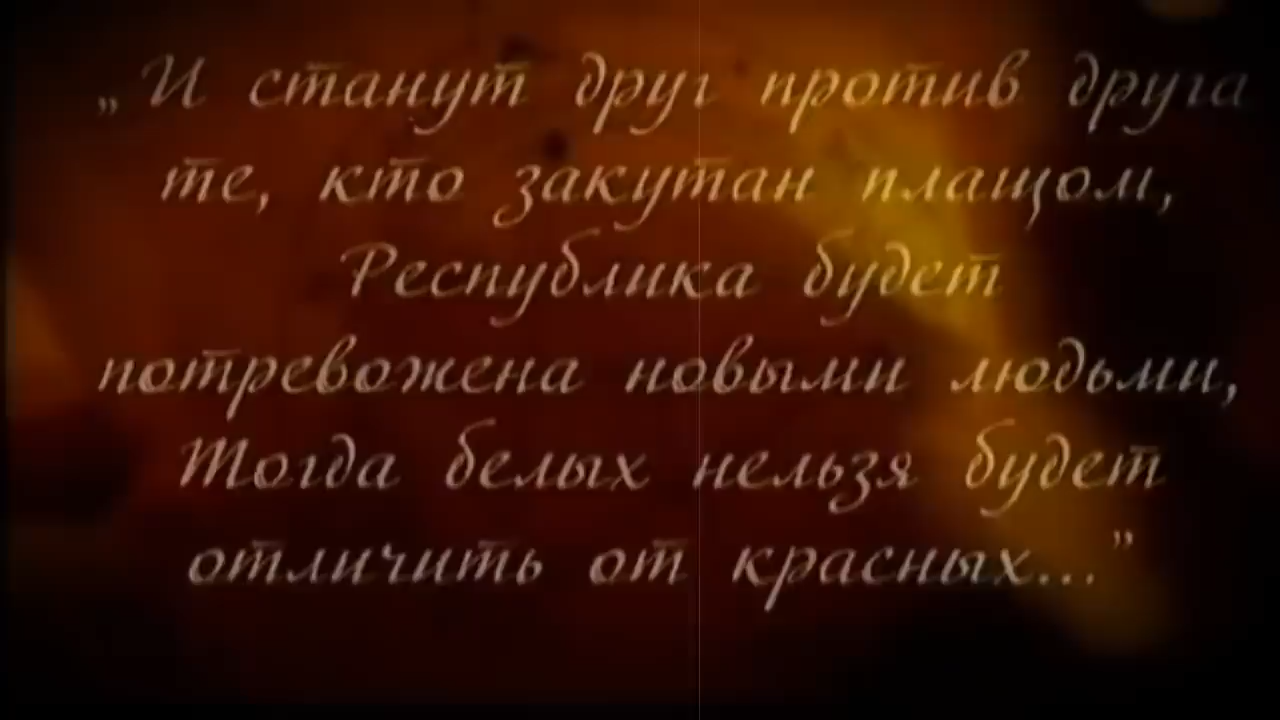 „И станут друг против друга
те, кто закутан плащом,
Республика будет
потревожена новыми людьми,
Тогда белых нельзя будет
отличить от красных...”